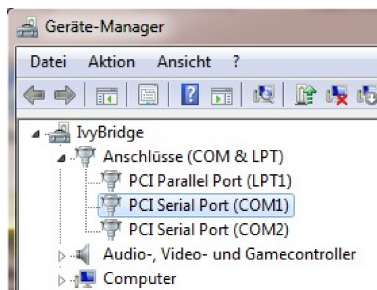 Geräte-Manager
Datei Aktion Ansicht ?
IvyBridge
Anschlüsse (COM & LPT)
PCI Parallel Port (LPT1)
PCI Serial Port (COM1)
PCI Serial Port (COM2)
Audio-, Video- und Gamecontroller
Computer